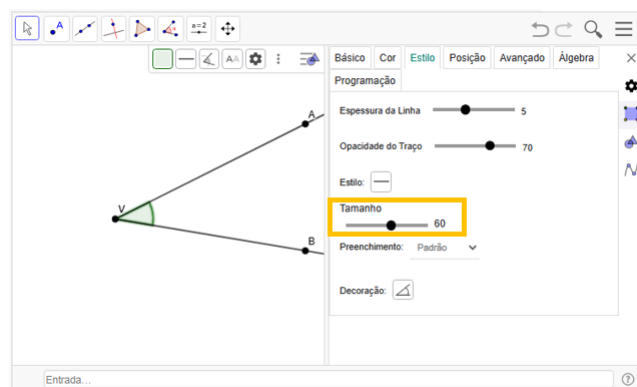 A
a=2
AA
Básico Cor Estilo Posição Avançado Álgebra
Programação
Espessura da Linha 5
Opacidade do Traço 70
Estilo:
Tamanho
60
Preenchimento: Padrão
Decoração:
A
V
B
Entrada...